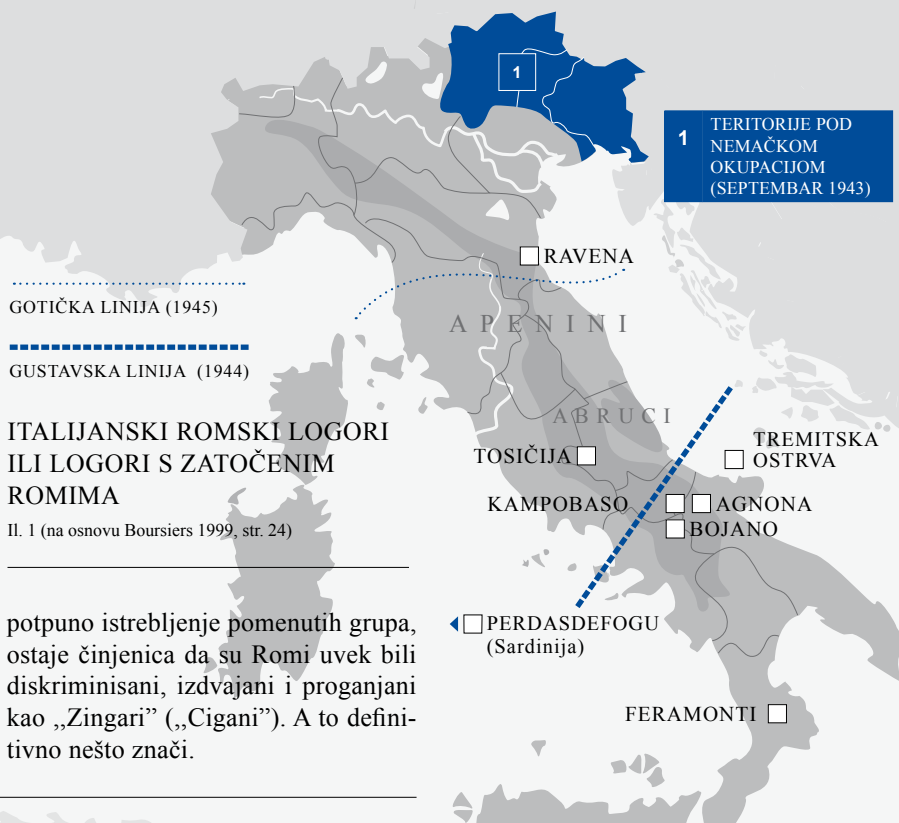 1
1
TERITORIJE POD
NEMAČKOM
OKUPACIJOM
(SEPTEMBAR 1943)
RAVENA
GOTIČKA LINIJA (1945)
APENINI
GUSTAVSKA LINIJA (1944)
ABRUCI
ITALIJANSKI ROMSKI LOGORI
ILI LOGORI S ZATOČENIM
ROMIMA
Il. 1 (na osnovu Boursiers 1999, str. 24)
TOSIČIJA
TREMITSKA
OSTRVA
KAMPOBASO
AGNONA
BOJANO
PERDASDEFOGU
(Sardinija)
FERAMONTI
potpuno istrebljenje pomenutih grupa,
ostaje činjenica da su Romi uvek bili
diskriminisani, izdvajani i proganjani
kao ,,Zingari” (,,Cigani”). A to defini-
tivno nešto znači.